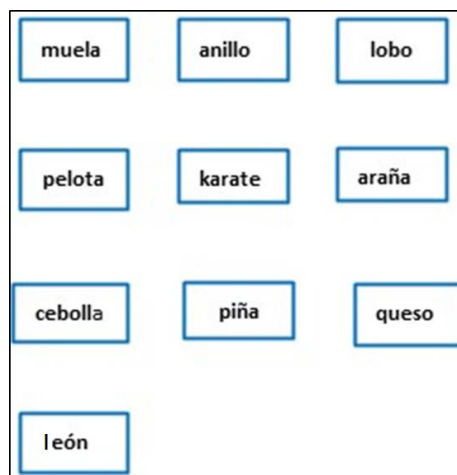 muela anillo lobo
pelota karate araña
cebolla piña queso
león